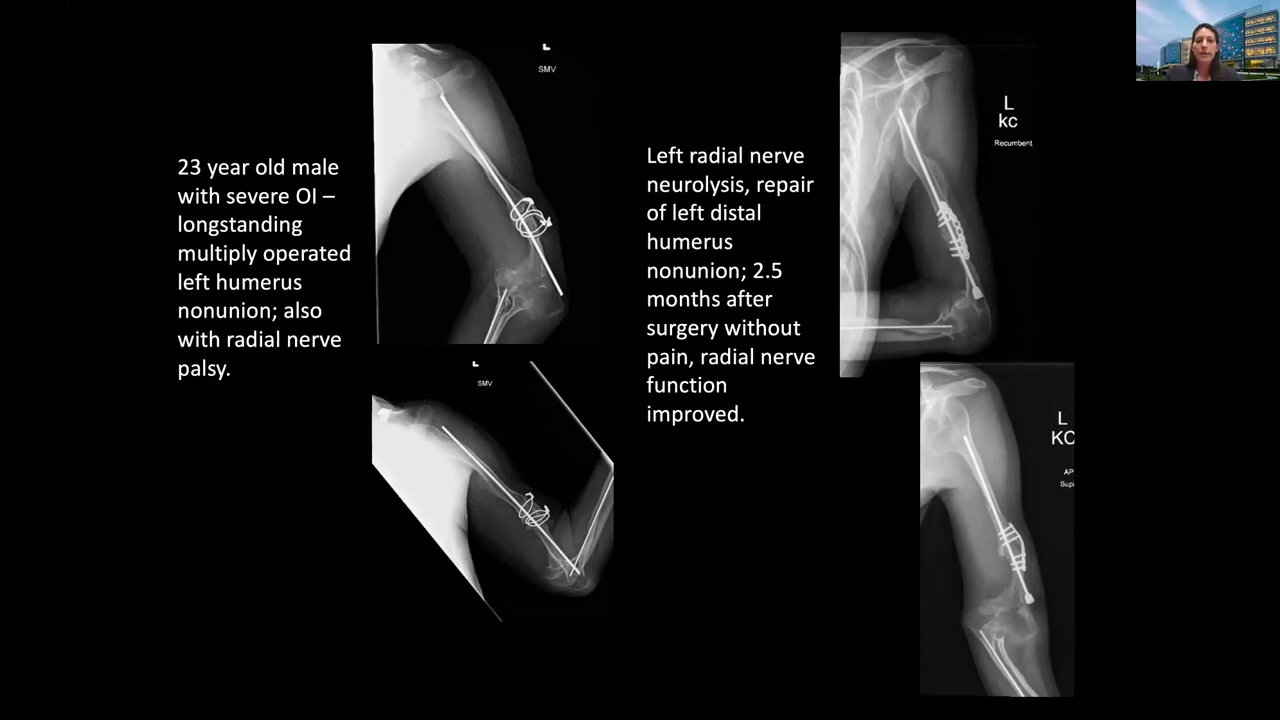 23 year old male
with severe OI –
longstanding
multiply operated
left humerus
nonunion; also
with radial nerve
palsy.
L
SMV
L
SMV
Left radial nerve
neurolysis, repair
of left distal
humerus
nonunion; 2.5
months after
surgery without
pain, radial nerve
function
improved.
L
kc
Recumbent
L
KC
AP
Supi